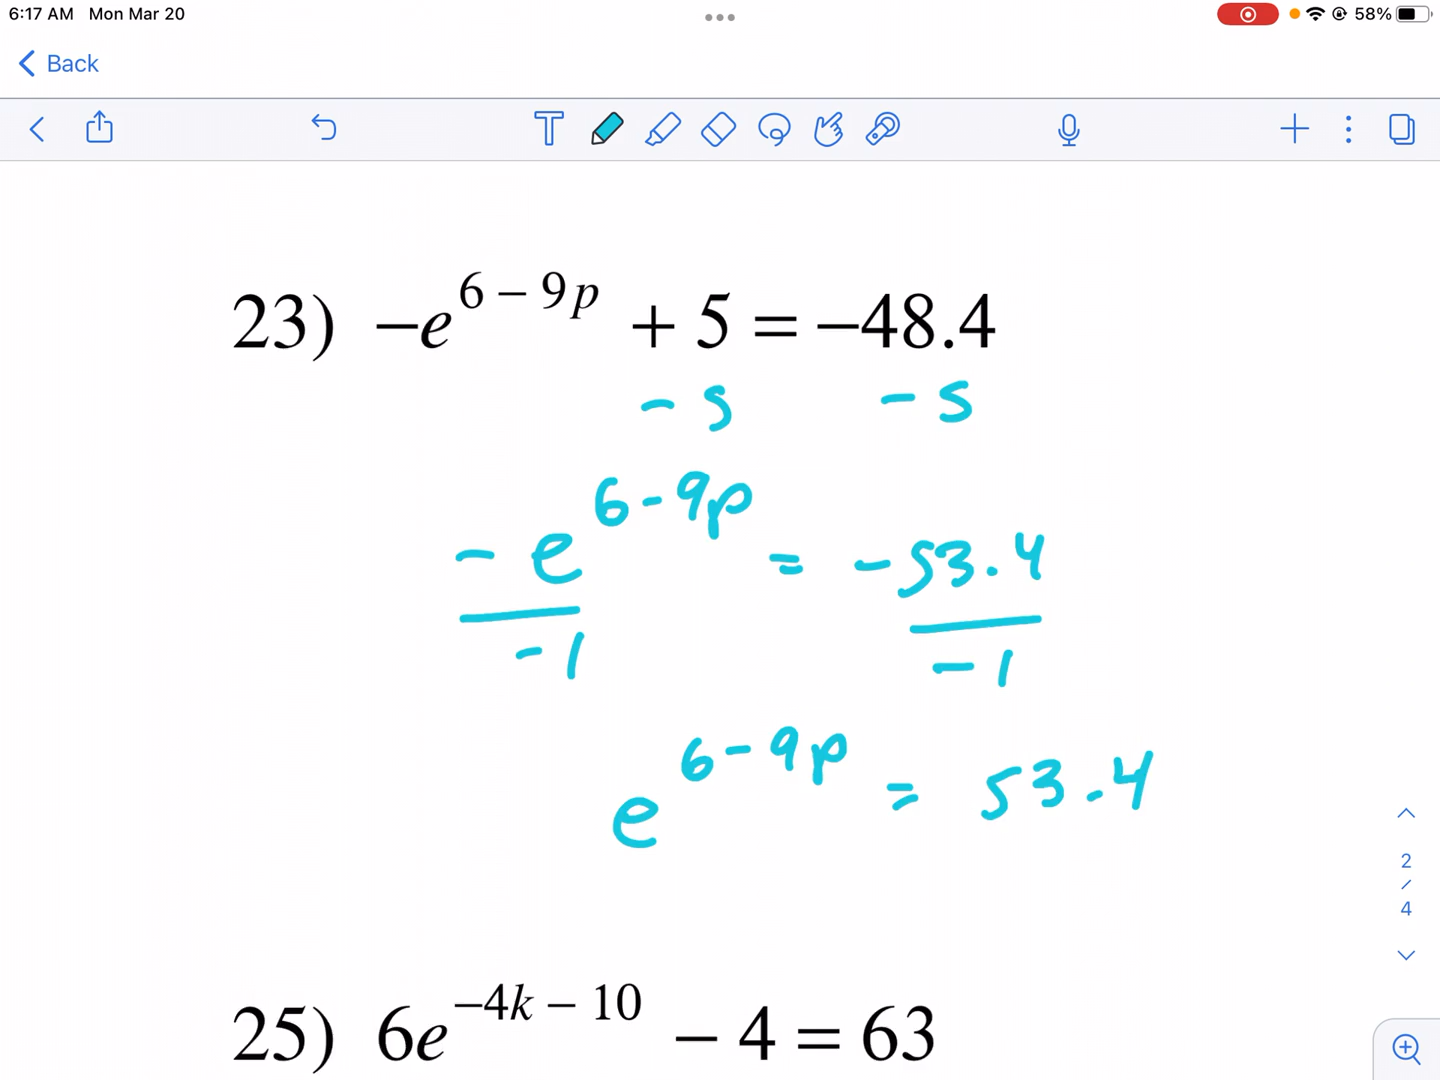 6:17 AM Mon Mar 20
58%
Back
23) −e^{6 − 9p} + 5 = −48.4
- 5 - 5
- e^{6-9p} = -53.4
-1 -1
e^{6-9p} = 53.4
2
/
4
25) 6e^{−4k − 10} − 4 = 63